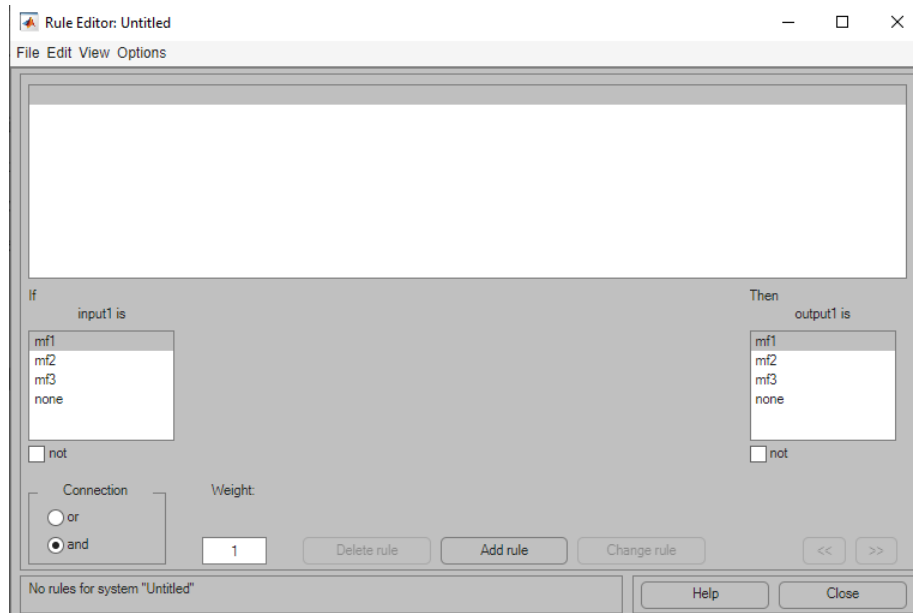 Rule Editor: Untitled
File Edit View Options
If
input1 is
mf1
mf2
mf3
none
not
Then
output1 is
mf1
mf2
mf3
none
not
Connection
or
and
Weight:
1
Delete rule
Add rule
Change rule
<<
>>
No rules for system "Untitled"
Help
Close